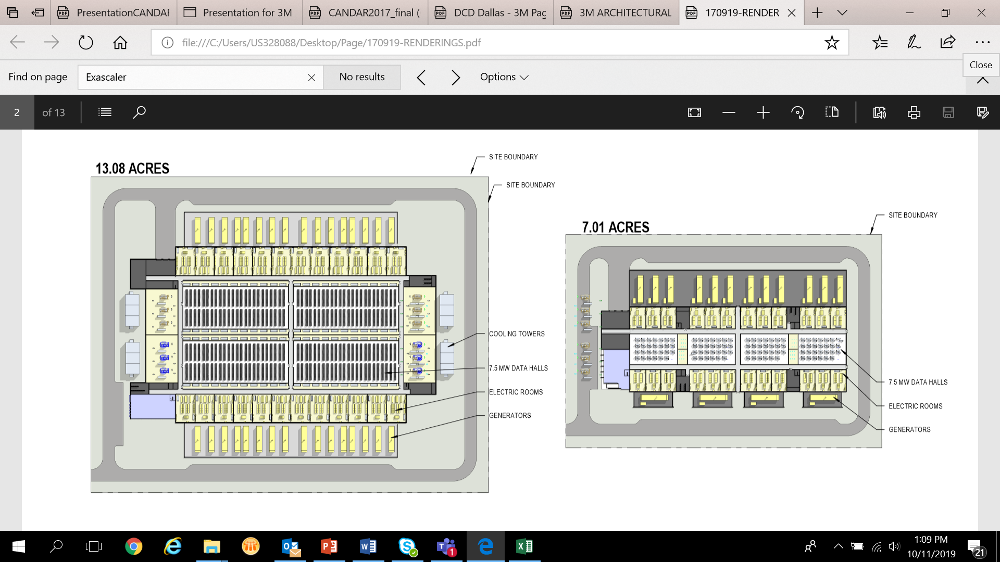 PresentationCANDAR
Presentation for 3M
CANDAR2017_final (
DCD Dallas - 3M Pag
3M ARCHITECTURAL
170919-RENDER
file:///C:/Users/US328088/Desktop/Page/170919-RENDERINGS.pdf
Close
Find on page
Exascaler
No results
Options
2
of 13
13.08 ACRES
SITE BOUNDARY
SITE BOUNDARY
COOLING TOWERS
7.5 MW DATA HALLS
ELECTRIC ROOMS
GENERATORS
7.01 ACRES
SITE BOUNDARY
7.5 MW DATA HALLS
ELECTRIC ROOMS
GENERATORS
1:09 PM
10/11/2019
21
1